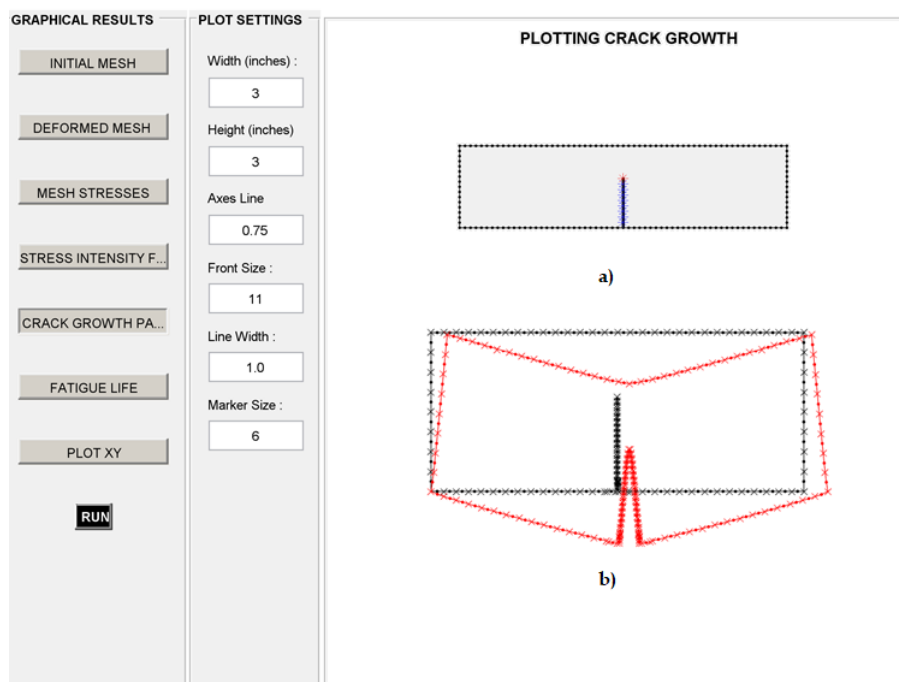 GRAPHICAL RESULTS
INITIAL MESH
DEFORMED MESH
MESH STRESSES
STRESS INTENSITY F...
CRACK GROWTH PA...
FATIGUE LIFE
PLOT XY
RUN
PLOT SETTINGS
Width (inches) :
3
Height (inches)
3
Axes Line
0.75
Front Size :
11
Line Width :
1.0
Marker Size :
6
PLOTTING CRACK GROWTH
a)
b)